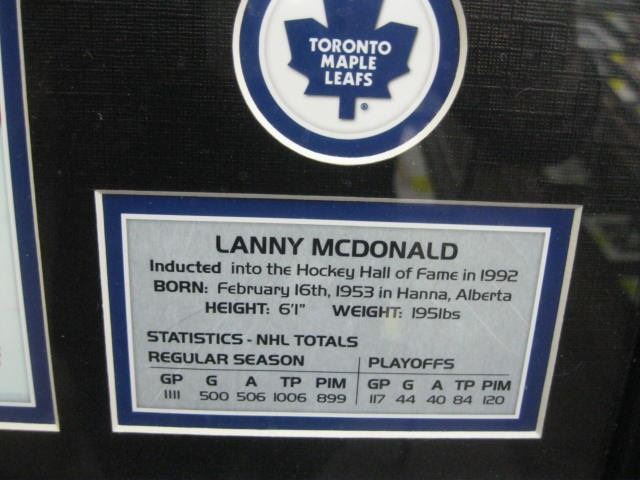 TORONTO
MAPLE
LEAFS
®
LANNY MCDONALD
Inducted into the Hockey Hall of Fame in 1992
BORN: February 16th, 1953 in Hanna, Alberta
HEIGHT: 6'1" WEIGHT: 195lbs
STATISTICS - NHL TOTALS
REGULAR SEASON PLAYOFFS
GP G A TP PIM GP G A TP PIM
1111 500 506 1006 899 117 44 40 84 120